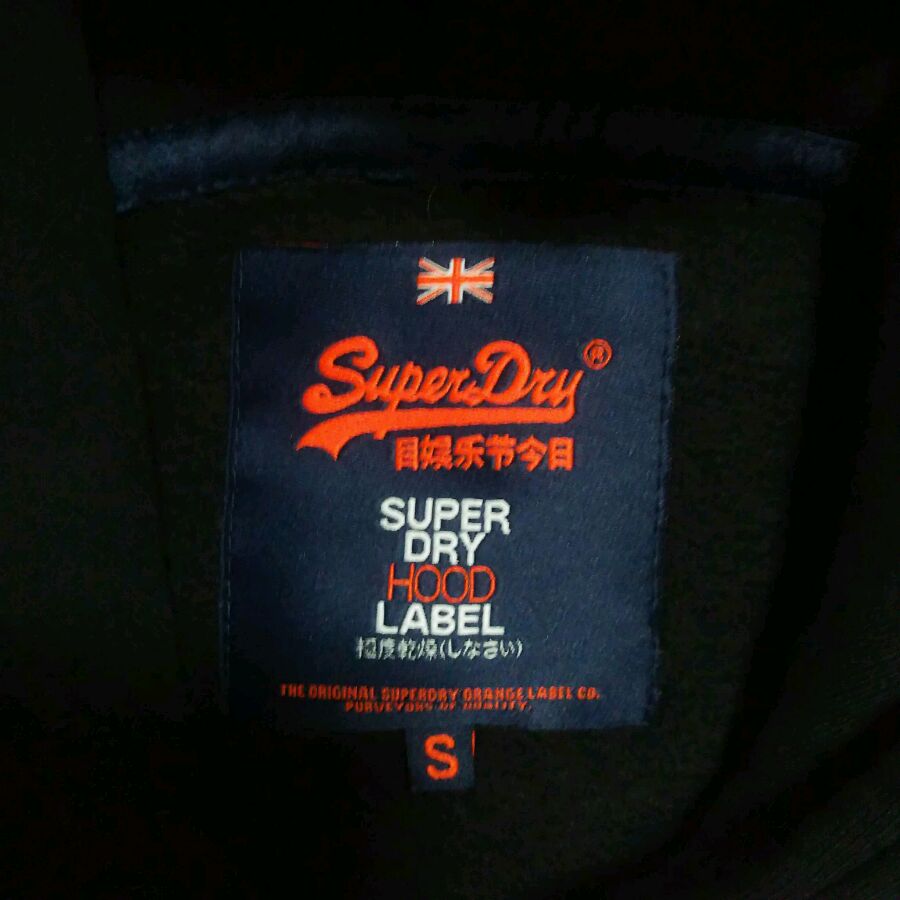 SuperDry®
目娱乐节今日
SUPER
DRY
HOOD
LABEL
極度乾燥(しなさい)
THE ORIGINAL SUPERDRY ORANGE LABEL CO.
PURVEYORS OF QUALITY.
S